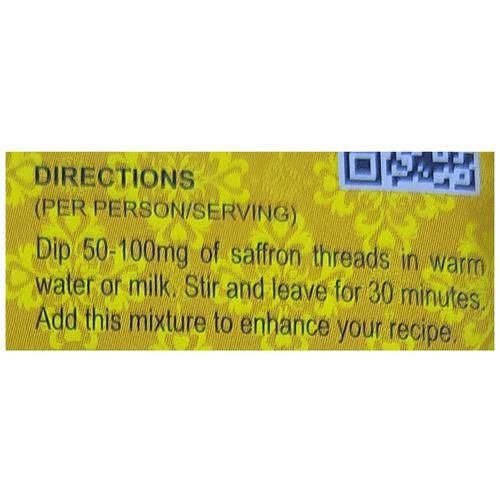 DIRECTIONS
(PER PERSON/SERVING)
Dip 50-100mg of saffron threads in warm
water or milk. Stir and leave for 30 minutes.
Add this mixture to enhance your recipe.